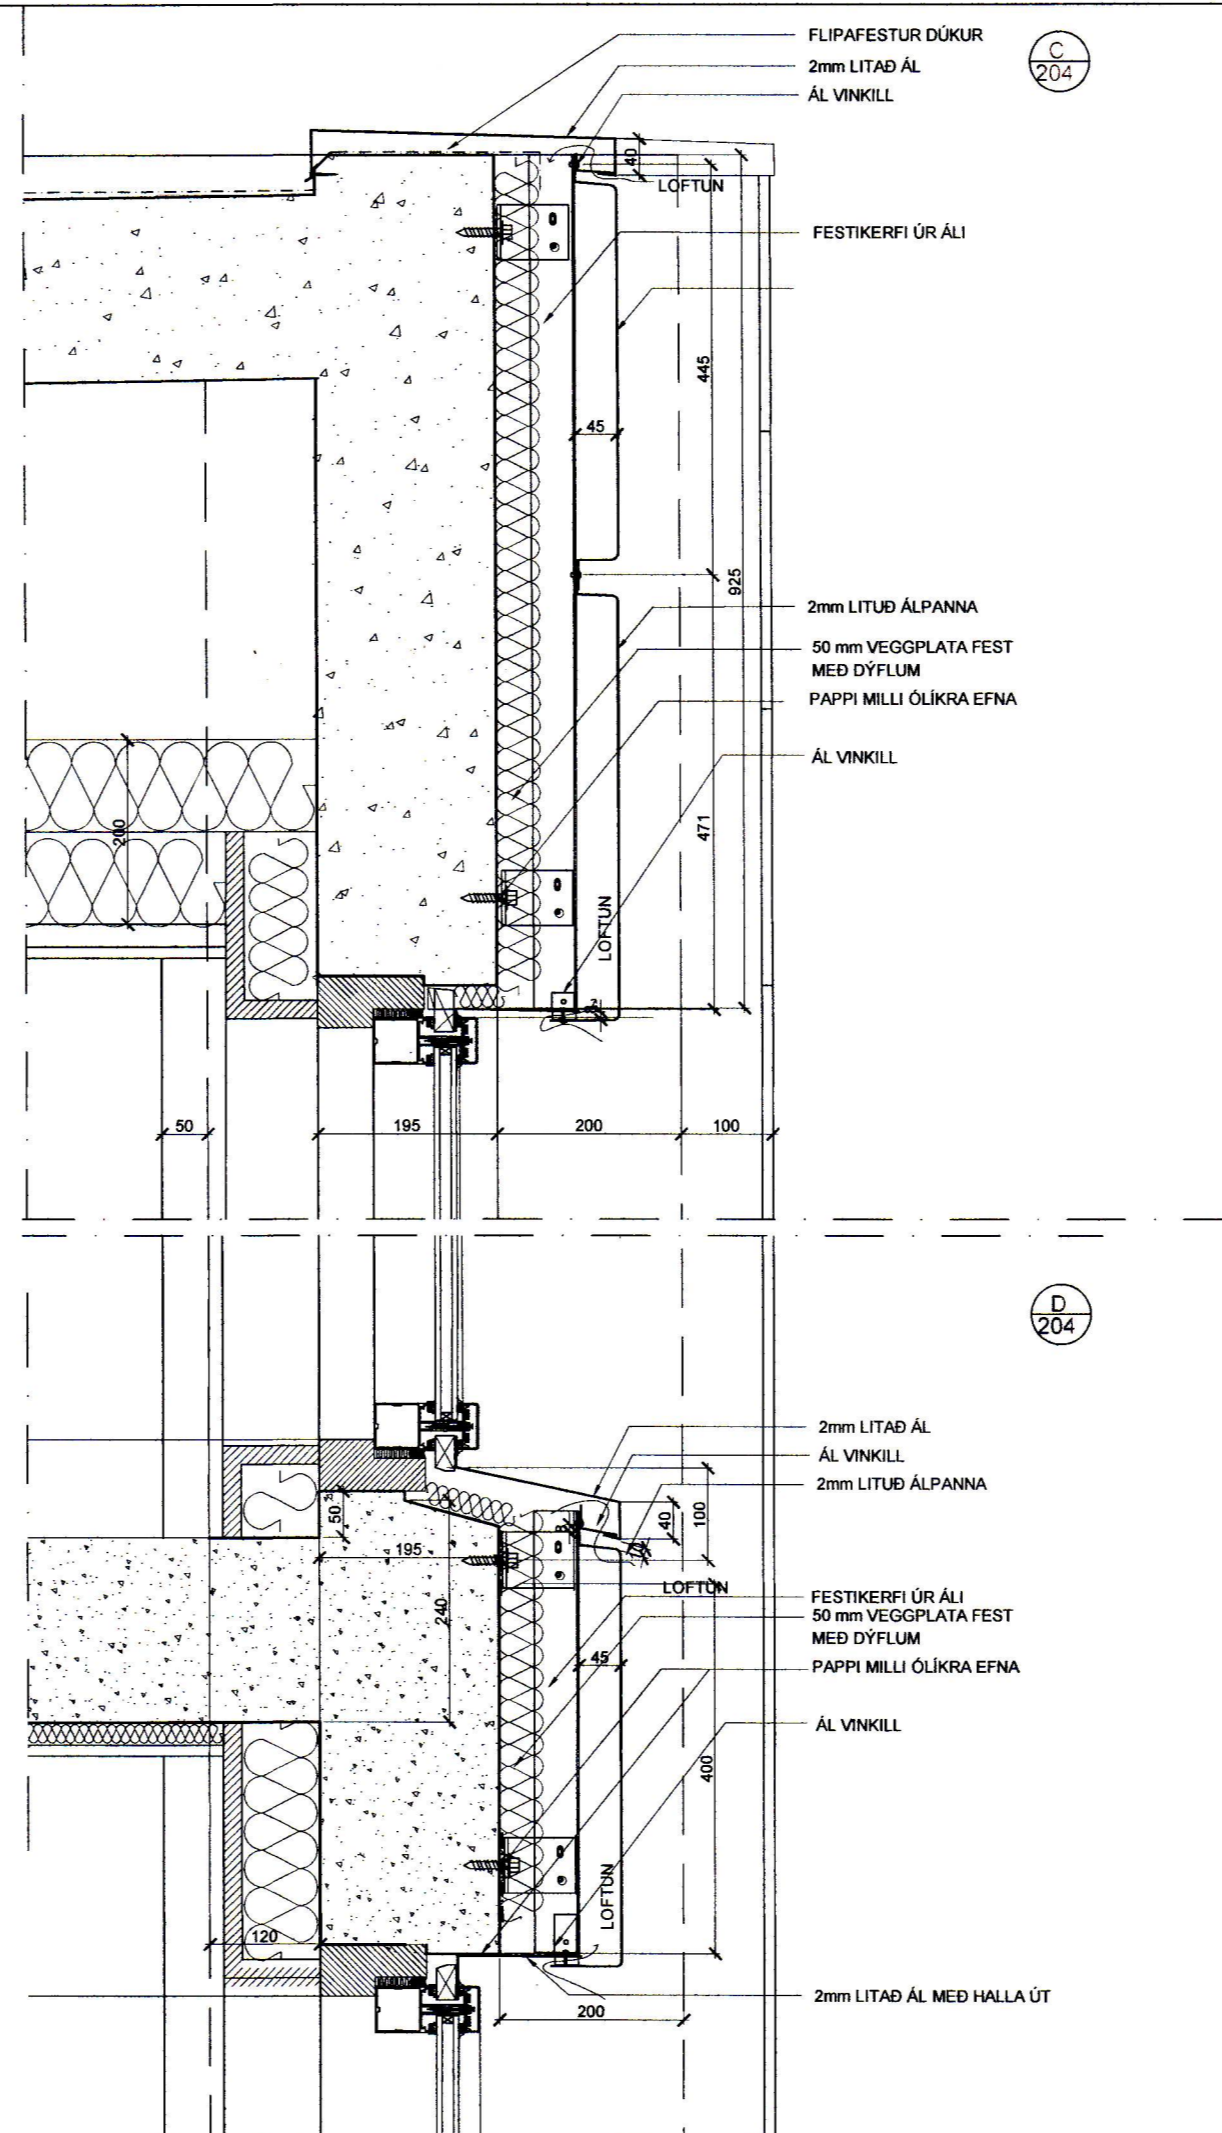 FLIPAFESTUR DÚKUR
2mm LITAÐ ÁL
ÁL VINKILL
C
204
40
LOFTUN
FESTIKERFI ÚR ÁLI
445
45
925
2mm LITUÐ ÁLPANNA
50 mm VEGGPLATA FEST
MEÐ DÝFLUM
PAPPI MILLI ÓLÍKRA EFNA
ÁL VINKILL
200
471
LOFTUN
50
195
200
100
D
204
2mm LITAÐ ÁL
ÁL VINKILL
2mm LITUÐ ÁLPANNA
50
40
100
195
240
LOFTUN
FESTIKERFI ÚR ÁLI
50 mm VEGGPLATA FEST
MEÐ DÝFLUM
45
PAPPI MILLI ÓLÍKRA EFNA
ÁL VINKILL
400
LOFTUN
120
2mm LITAÐ ÁL MEÐ HALLA ÚT
200